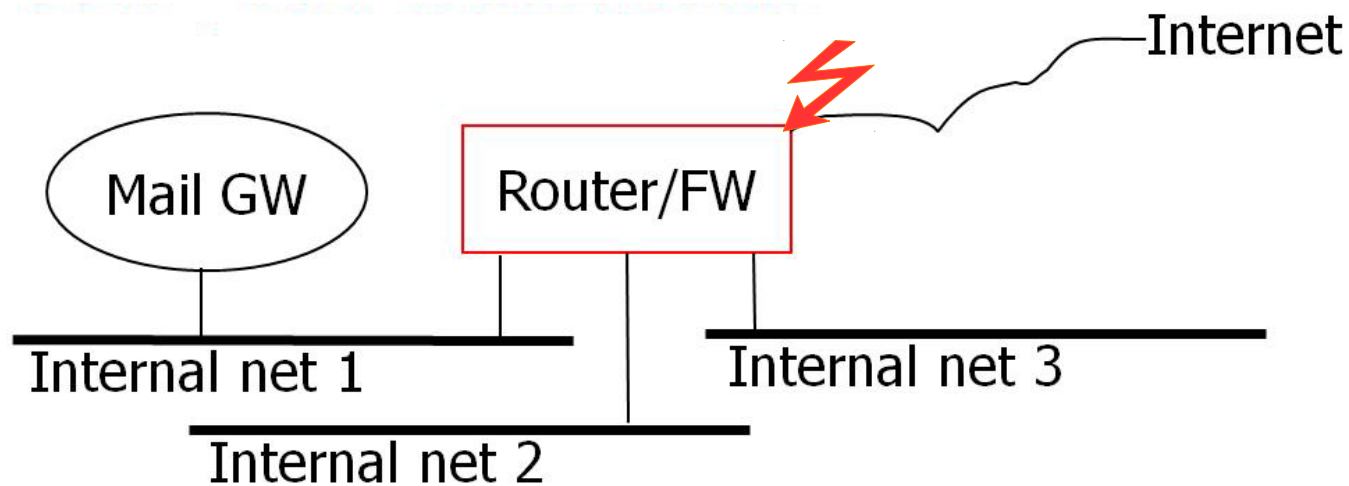 Internet
Mail GW
Router/FW
Internal net 1
Internal net 3
Internal net 2